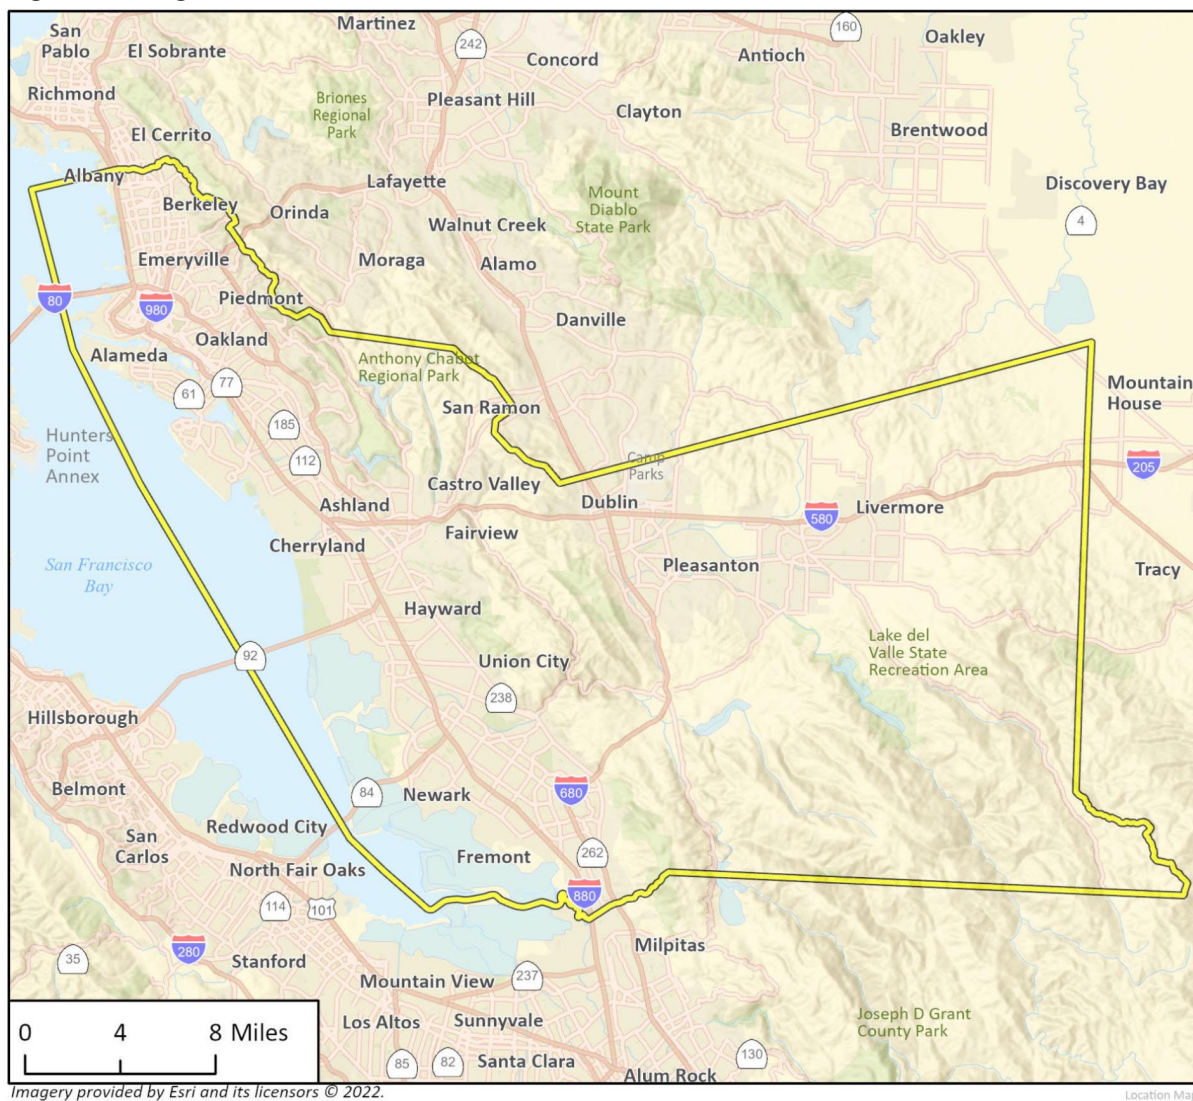 San
Pablo
El Sobrante
Martinez
242
Concord
160
Antioch
Oakley
Richmond
Briones
Regional
Park
Pleasant Hill
Clayton
Brentwood
El Cerrito
Albany
Lafayette
Berkeley
Orinda
Walnut Creek
Mount
Diablo
State Park
Discovery Bay
4
Emeryville
Moraga
Alamo
80
980
Piedmont
Danville
Alameda
Oakland
Anthony Chabot
Regional Park
61
77
San Ramon
Mountain
House
185
Hunters
Point
Annex
112
Camp
Parks
205
Castro Valley
Ashland
Dublin
580
Livermore
Cherryland
Fairview
San Francisco
Bay
Pleasanton
Tracy
Hayward
92
Union City
Lake del
Valle State
Recreation Area
238
Hillsborough
Belmont
84
Newark
680
San
Carlos
Redwood City
Fremont
262
North Fair Oaks
114
101
880
280
35
Stanford
Milpitas
Mountain View
237
Los Altos
Sunnyvale
Joseph D Grant
County Park
85
82
Santa Clara
130
Alum Rock
0 4 8 Miles
Imagery provided by Esri and its licensors © 2022.